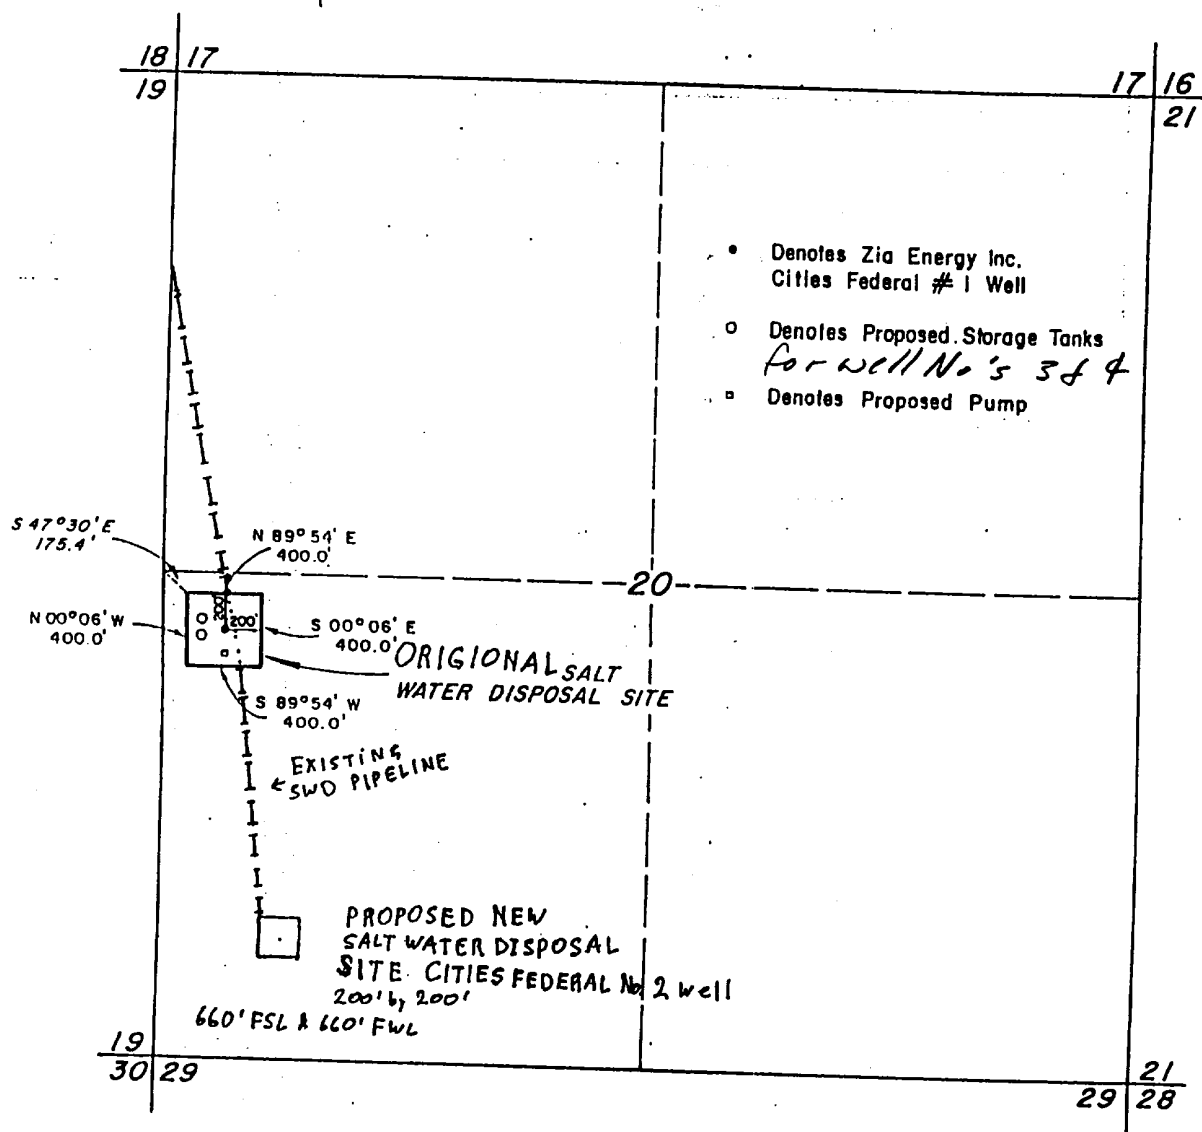 18 17
19
17 16
21
• Denotes Zia Energy Inc.
Cities Federal # 1 Well
o Denotes Proposed Storage Tanks
for well No's 3 & 4
▫ Denotes Proposed Pump
S 47°30' E
175.4'
N 89°54' E
400.0'
20
200'
200'
N 00°06' W
400.0'
S 00°06' E
400.0'
ORIGIONAL SALT
WATER DISPOSAL SITE
S 89°54' W
400.0'
EXISTING
SWD PIPELINE
PROPOSED NEW
SALT WATER DISPOSAL
SITE CITIES FEDERAL No 2 well
200' by 200'
660' FSL & 660' FWL
19
30 29
21
29 28